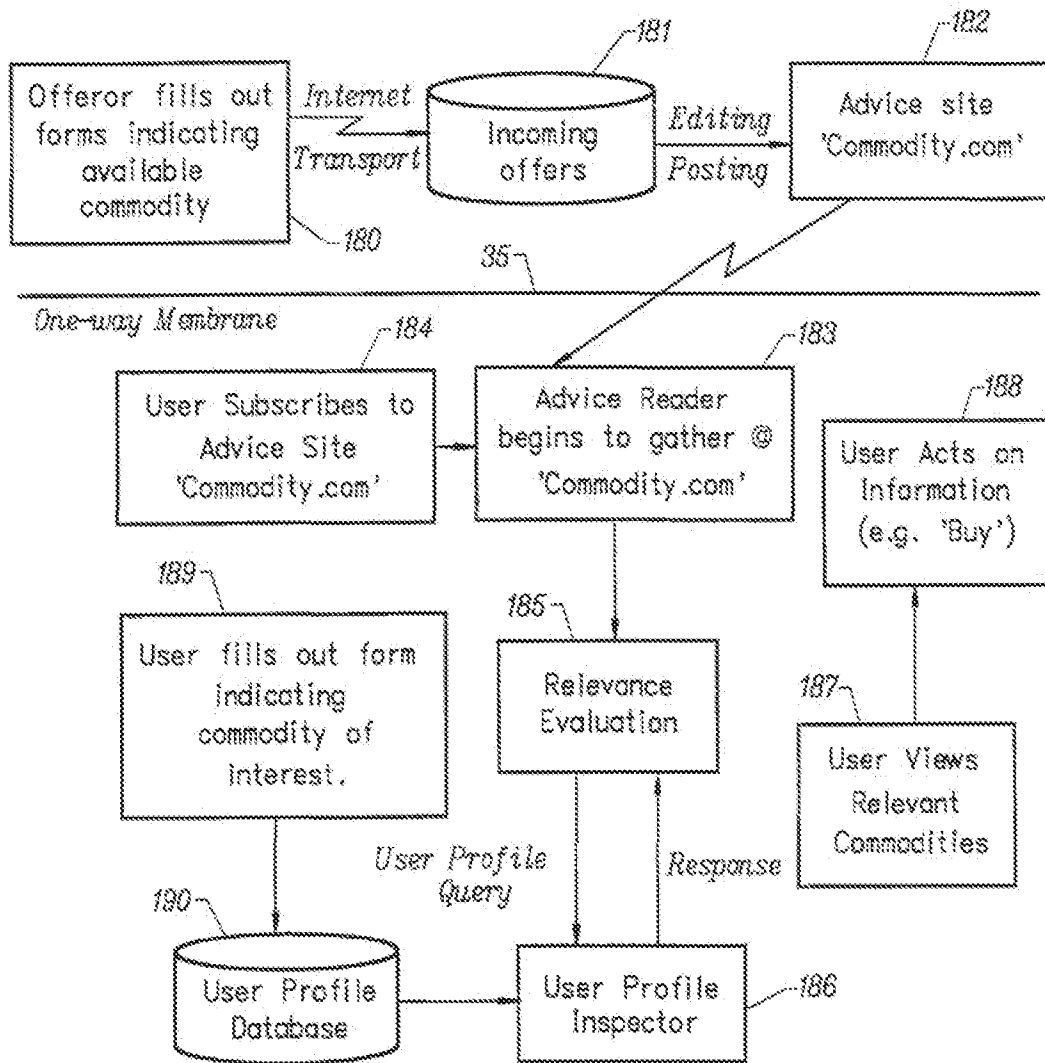 181
182
Offeror fills out
forms indicating
available
commodity
Internet
Transport
Incoming
offers
Editing
Posting
Advice site
'Commodity.com'
180
35
One-way Membrane
184
183
User Subscribes to
Advice Site
'Commodity.com'
Advice Reader
begins to gather @
'Commodity.com'
188
User Acts on
Information
(e.g. 'Buy')
189
User fills out form
indicating
commodity of
interest.
185
Relevance
Evaluation
187
User Views
Relevant
Commodities
User Profile
Query
Response
190
User Profile
Database
User Profile
Inspector
186